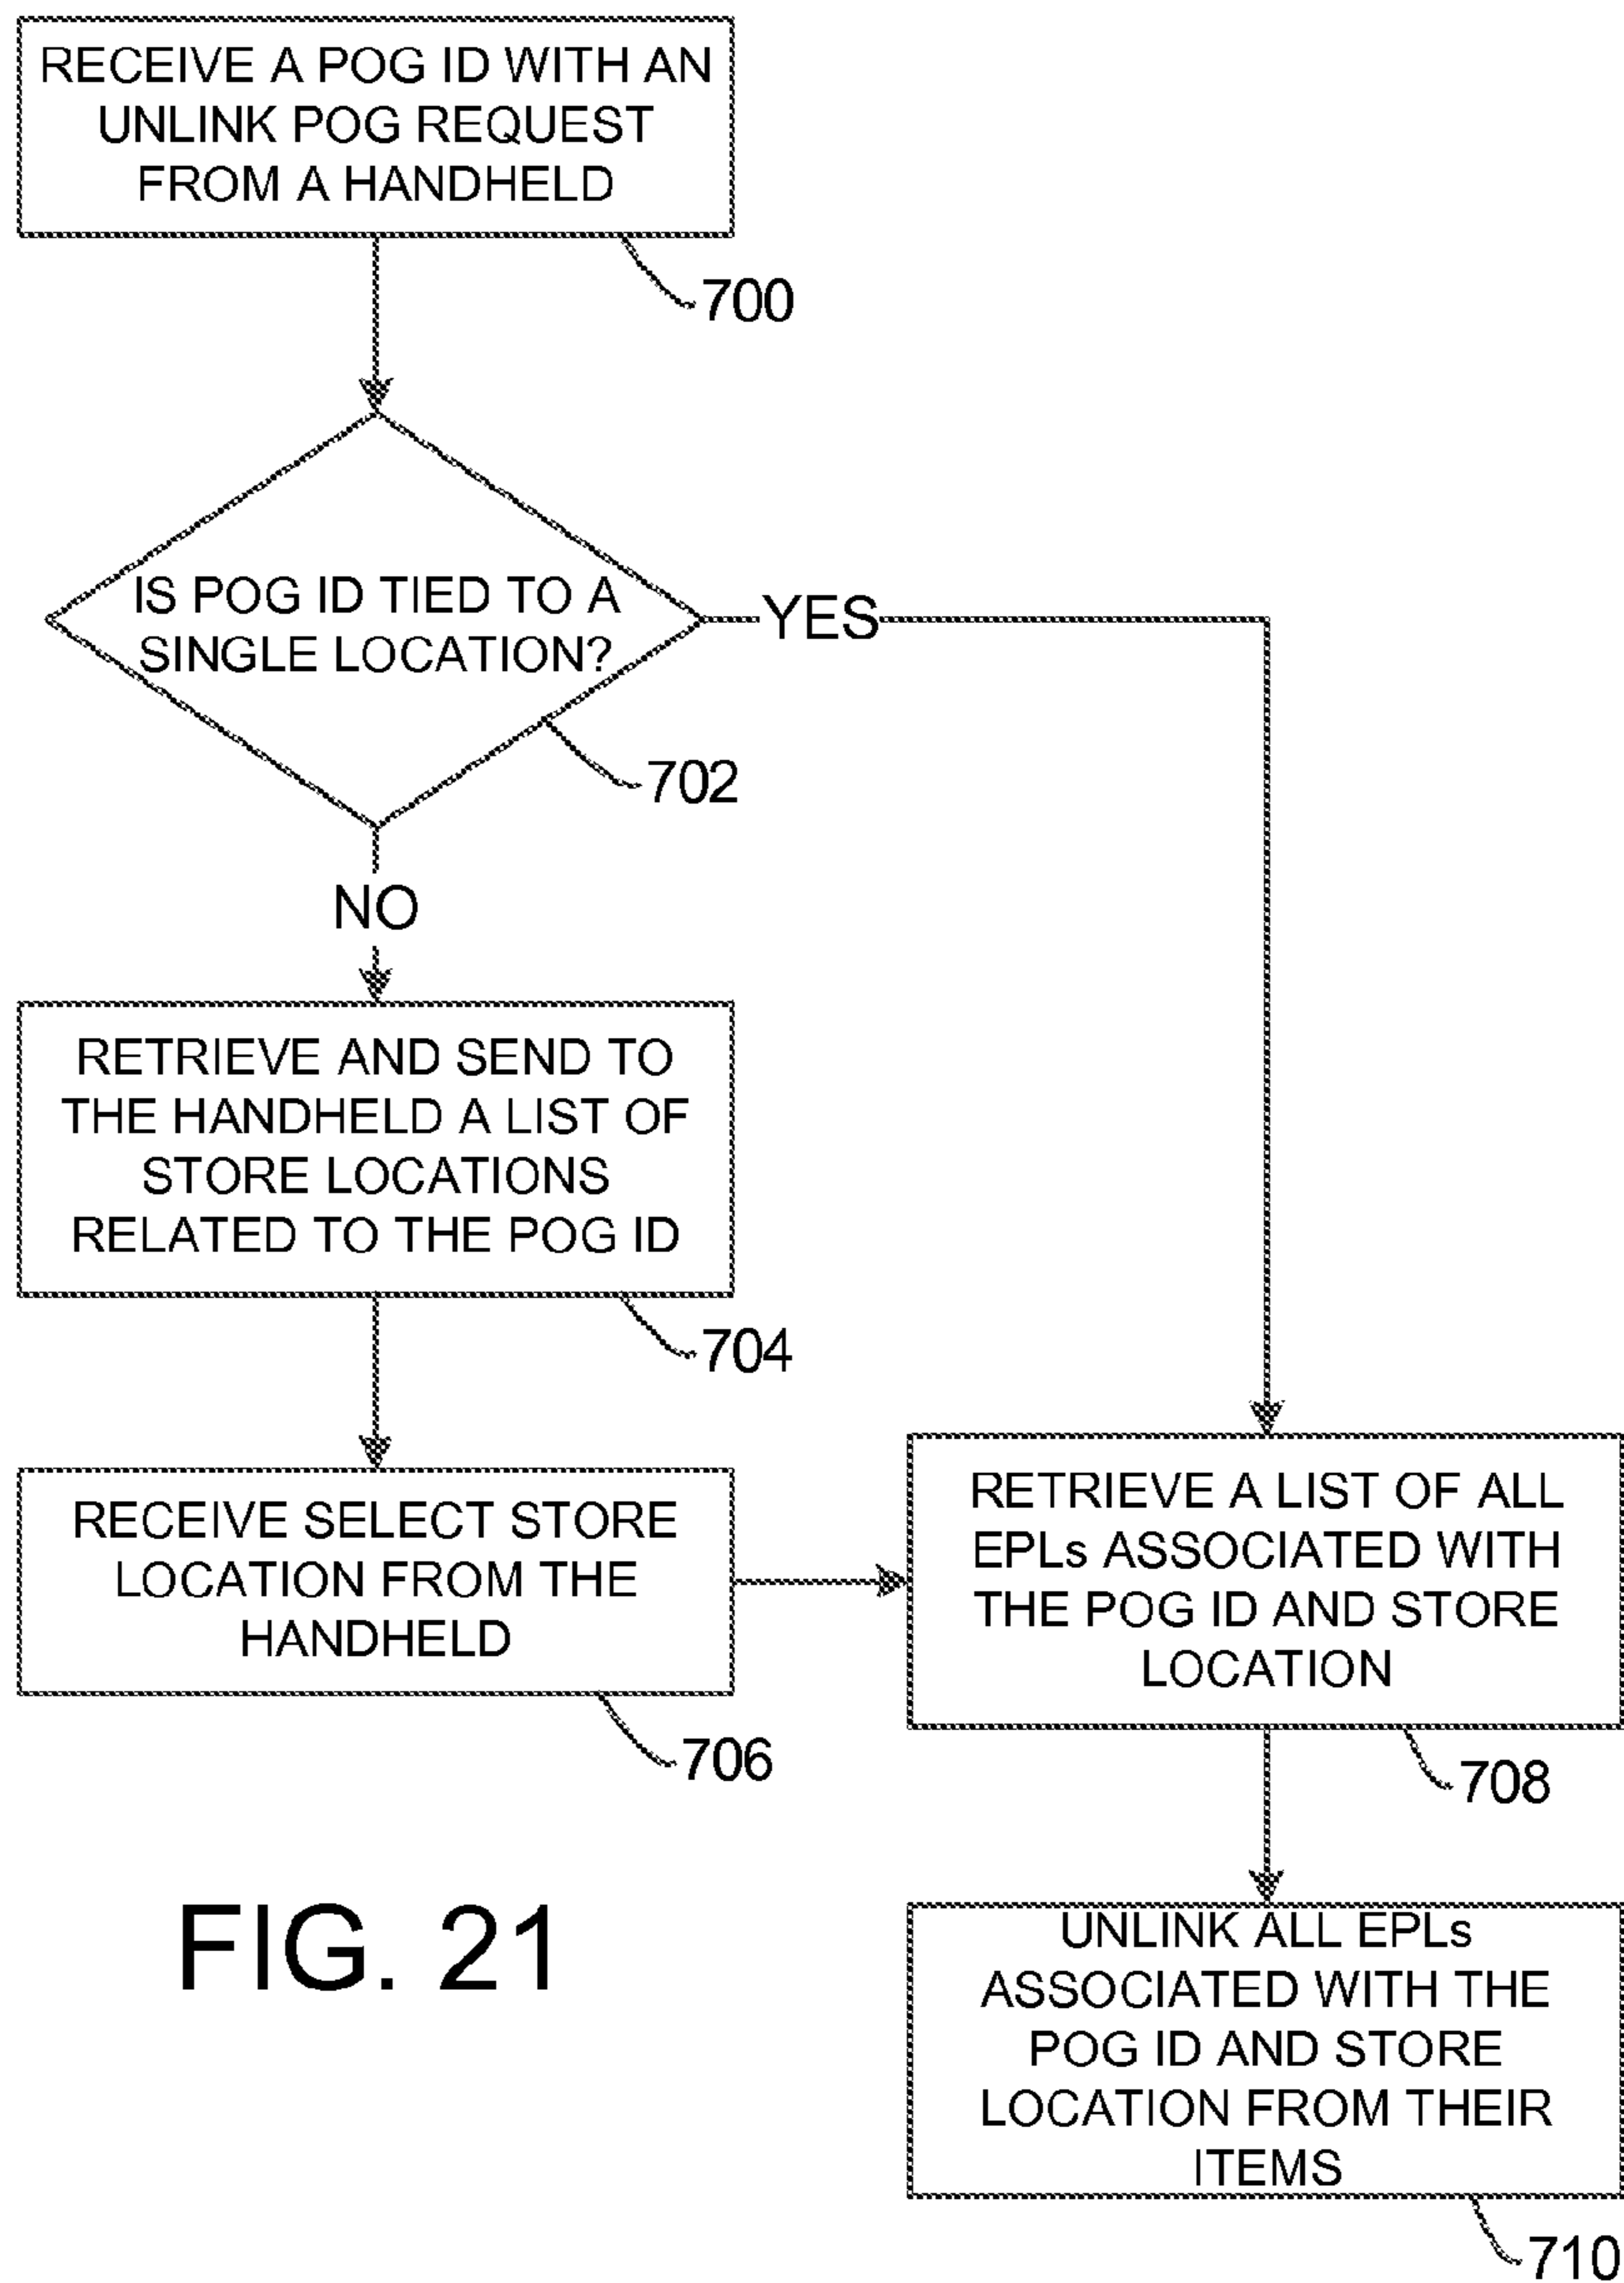 RECEIVE A POG ID WITH AN
UNLINK POG REQUEST
FROM A HANDHELD
700
IS POG ID TIED TO A
SINGLE LOCATION?
YES
702
NO
RETRIEVE AND SEND TO
THE HANDHELD A LIST OF
STORE LOCATIONS
RELATED TO THE POG ID
704
RECEIVE SELECT STORE
LOCATION FROM THE
HANDHELD
706
RETRIEVE A LIST OF ALL
EPLs ASSOCIATED WITH
THE POG ID AND STORE
LOCATION
708
UNLINK ALL EPLs
ASSOCIATED WITH THE
POG ID AND STORE
LOCATION FROM THEIR
ITEMS
710
FIG. 21